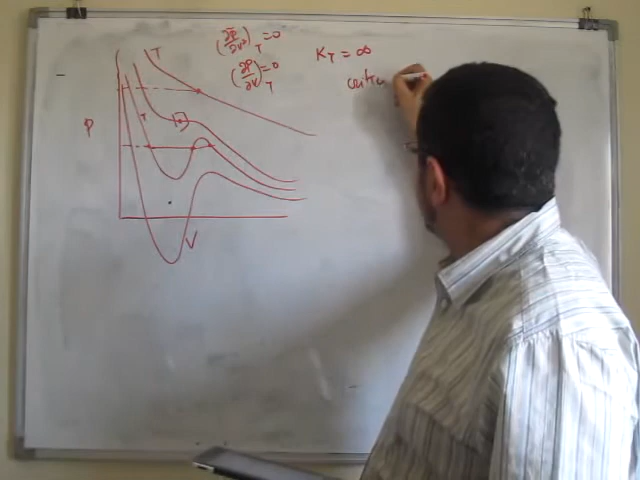 (∂²P/∂V²)_T = 0
(∂P/∂V)_T = 0
K_T = ∞
T
P
V